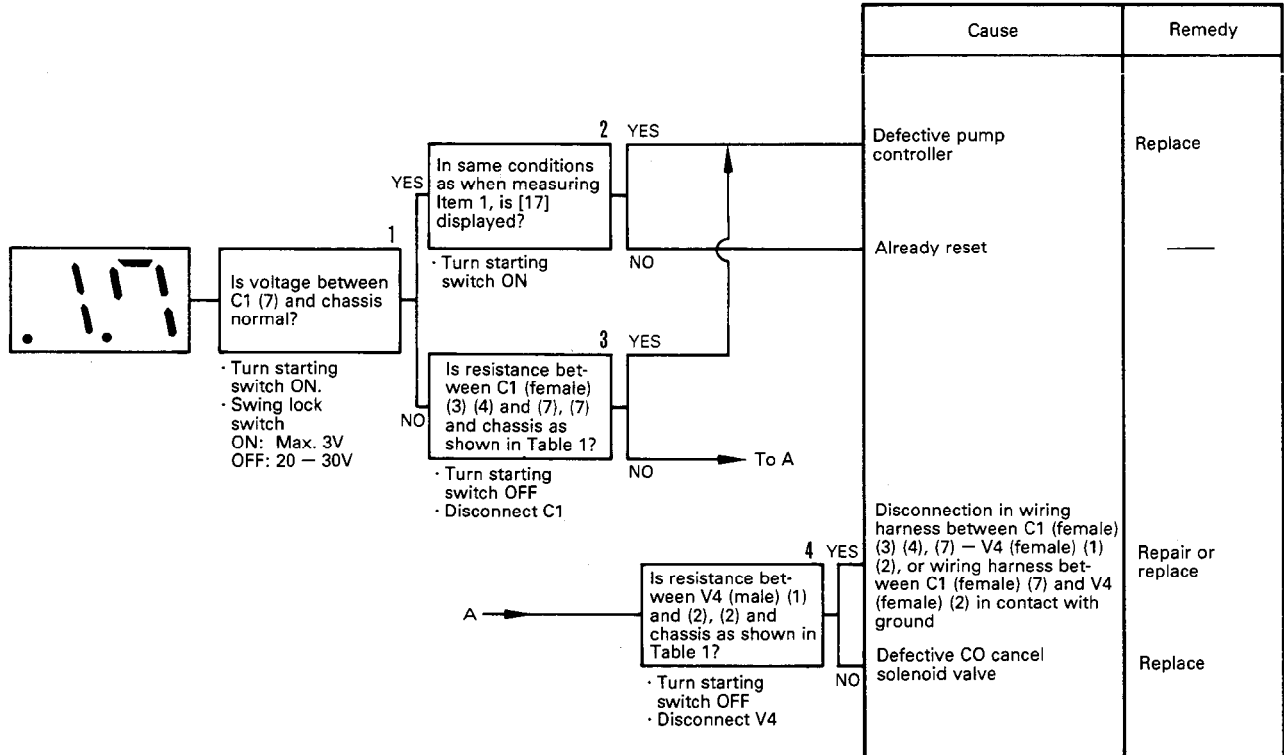 Cause
Remedy
.1.7
1
Is voltage between
C1 (7) and chassis
normal?
· Turn starting
switch ON.
· Swing lock
switch
ON: Max. 3V
OFF: 20 – 30V
YES
NO
2
YES
In same conditions
as when measuring
Item 1, is [17]
displayed?
· Turn starting
switch ON
NO
3
YES
Is resistance bet-
ween C1 (female)
(3) (4) and (7), (7)
and chassis as
shown in Table 1?
· Turn starting
switch OFF
· Disconnect C1
NO
To A
A
4
YES
Is resistance bet-
ween V4 (male) (1)
and (2), (2) and
chassis as shown in
Table 1?
· Turn starting
switch OFF
· Disconnect V4
NO
Defective pump
controller
Replace
Already reset
Disconnection in wiring
harness between C1 (female)
(3) (4), (7) – V4 (female) (1)
(2), or wiring harness bet-
ween C1 (female) (7) and V4
(female) (2) in contact with
ground
Repair or
replace
Defective CO cancel
solenoid valve
Replace